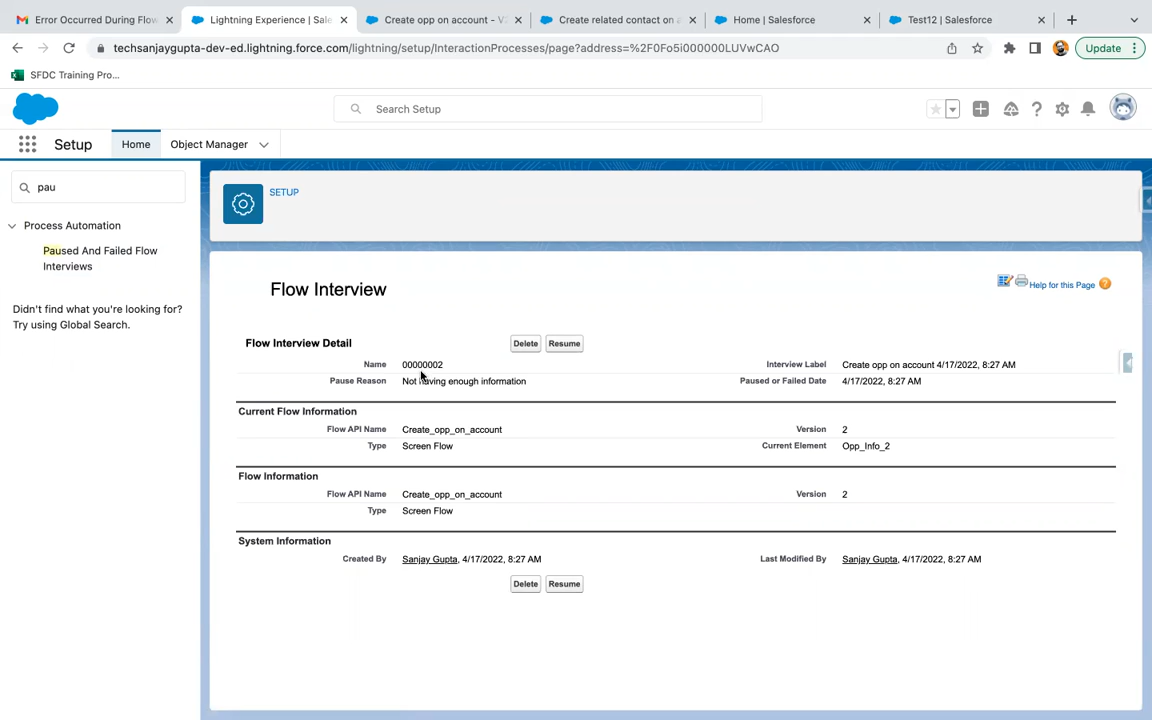 Error Occurred During Flow
Lightning Experience | Sale
Create opp on account - V
Create related contact on a
Home | Salesforce
Test12 | Salesforce
techsanjaygupta-dev-ed.lightning.force.com/lightning/setup/InteractionProcesses/page?address=%2F0Fo5i000000LUVwCAO
Update
SFDC Training Pro...
Search Setup
Setup
Home
Object Manager
pau
SETUP
Process Automation
Paused And Failed Flow
Interviews
Didn't find what you're looking for?
Try using Global Search.
Flow Interview
Help for this Page
Flow Interview Detail
Delete
Resume
Name 00000002 Interview Label Create opp on account 4/17/2022, 8:27 AM
Pause Reason Not having enough information Paused or Failed Date 4/17/2022, 8:27 AM
Current Flow Information
Flow API Name Create_opp_on_account Version 2
Type Screen Flow Current Element Opp_Info_2
Flow Information
Flow API Name Create_opp_on_account Version 2
Type Screen Flow
System Information
Created By Sanjay Gupta, 4/17/2022, 8:27 AM Last Modified By Sanjay Gupta, 4/17/2022, 8:27 AM
Delete
Resume